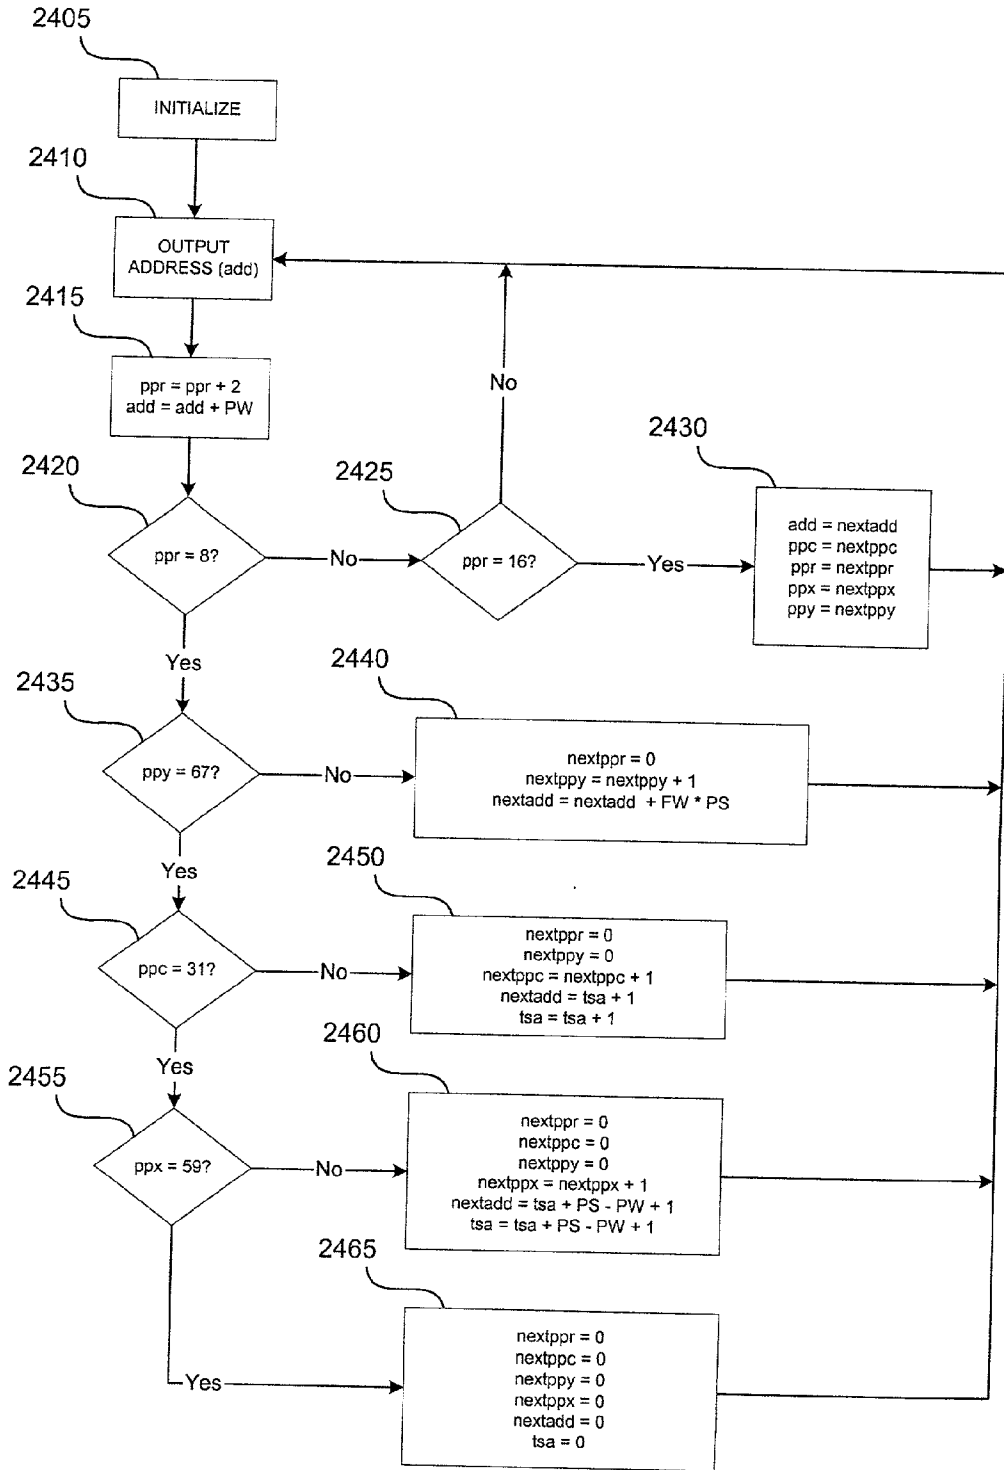 2405
INITIALIZE
2410
OUTPUT
ADDRESS (add)
2415
ppr = ppr + 2
add = add + PW
2420
ppr = 8?
No
2425
ppr = 16?
No
Yes
2430
add = nextadd
ppc = nextppc
ppr = nextppr
ppx = nextppx
ppy = nextppy
Yes
2435
ppy = 67?
No
2440
nextppr = 0
nextppy = nextppy + 1
nextadd = nextadd + FW * PS
Yes
2445
ppc = 31?
No
2450
nextppr = 0
nextppy = 0
nextppc = nextppc + 1
nextadd = tsa + 1
tsa = tsa + 1
Yes
2455
ppx = 59?
No
2460
nextppr = 0
nextppc = 0
nextppy = 0
nextppx = nextppx + 1
nextadd = tsa + PS - PW + 1
tsa = tsa + PS - PW + 1
Yes
2465
nextppr = 0
nextppc = 0
nextppy = 0
nextppx = 0
nextadd = 0
tsa = 0